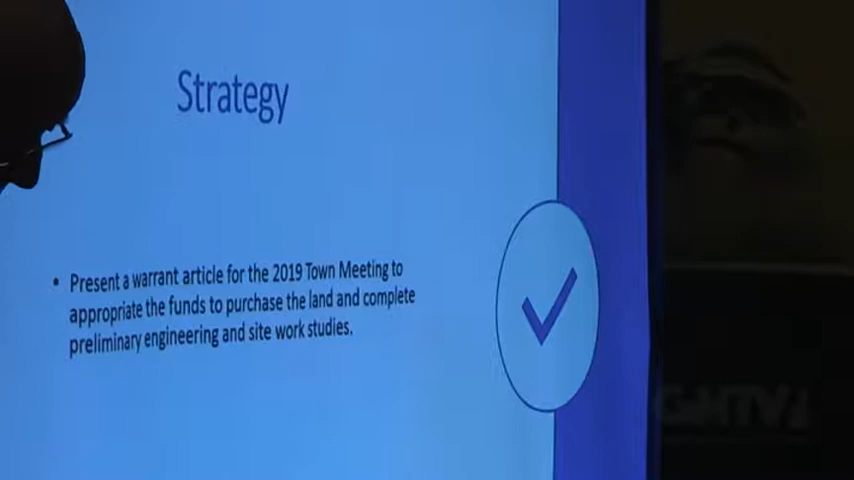 Strategy
• Present a warrant article for the 2019 Town Meeting to
appropriate the funds to purchase the land and complete
preliminary engineering and site work studies.